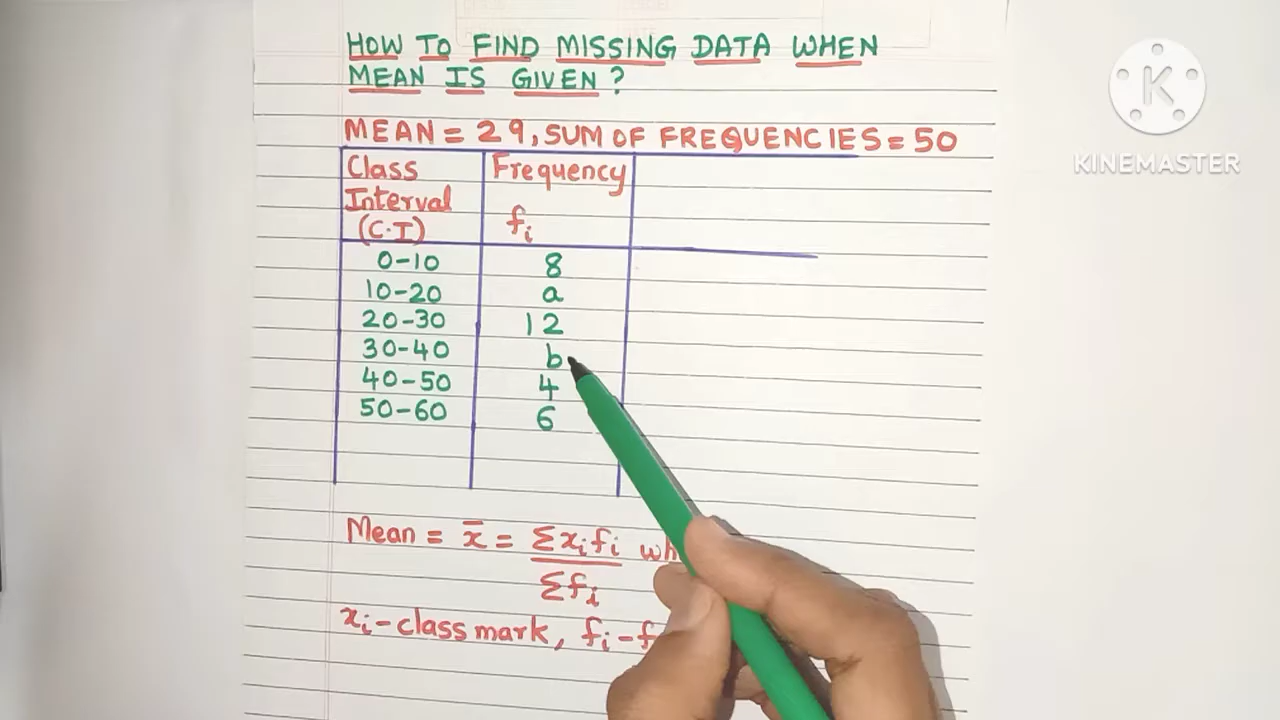 HOW TO FIND MISSING DATA WHEN
MEAN IS GIVEN ?
KINEMASTER
MEAN = 29, SUM OF FREQUENCIES = 50
Class Interval (C.I) Frequency fi
0-10 8
10-20 a
20-30 12
30-40 b
40-50 4
50-60 6
Mean = x̄ = Σxifi
Σfi
xi - class mark, fi - f